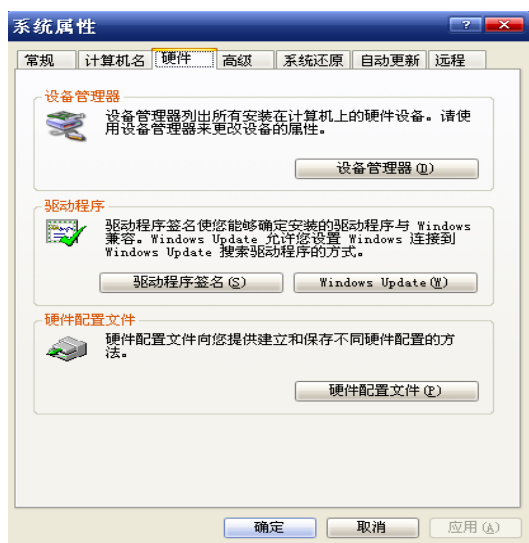 系统属性
常规 计算机名 硬件 高级 系统还原 自动更新 远程
设备管理器
设备管理器列出所有安装在计算机上的硬件设备。请使
用设备管理器来更改设备的属性。
设备管理器(D)
驱动程序
驱动程序签名使您能够确定安装的驱动程序与 Windows
兼容。Windows Update 允许您设置 Windows 连接到
Windows Update 搜索驱动程序的方式。
驱动程序签名(S) Windows Update(W)
硬件配置文件
硬件配置文件向您提供建立和保存不同硬件配置的方
法。
硬件配置文件(P)
确定 取消 应用(A)